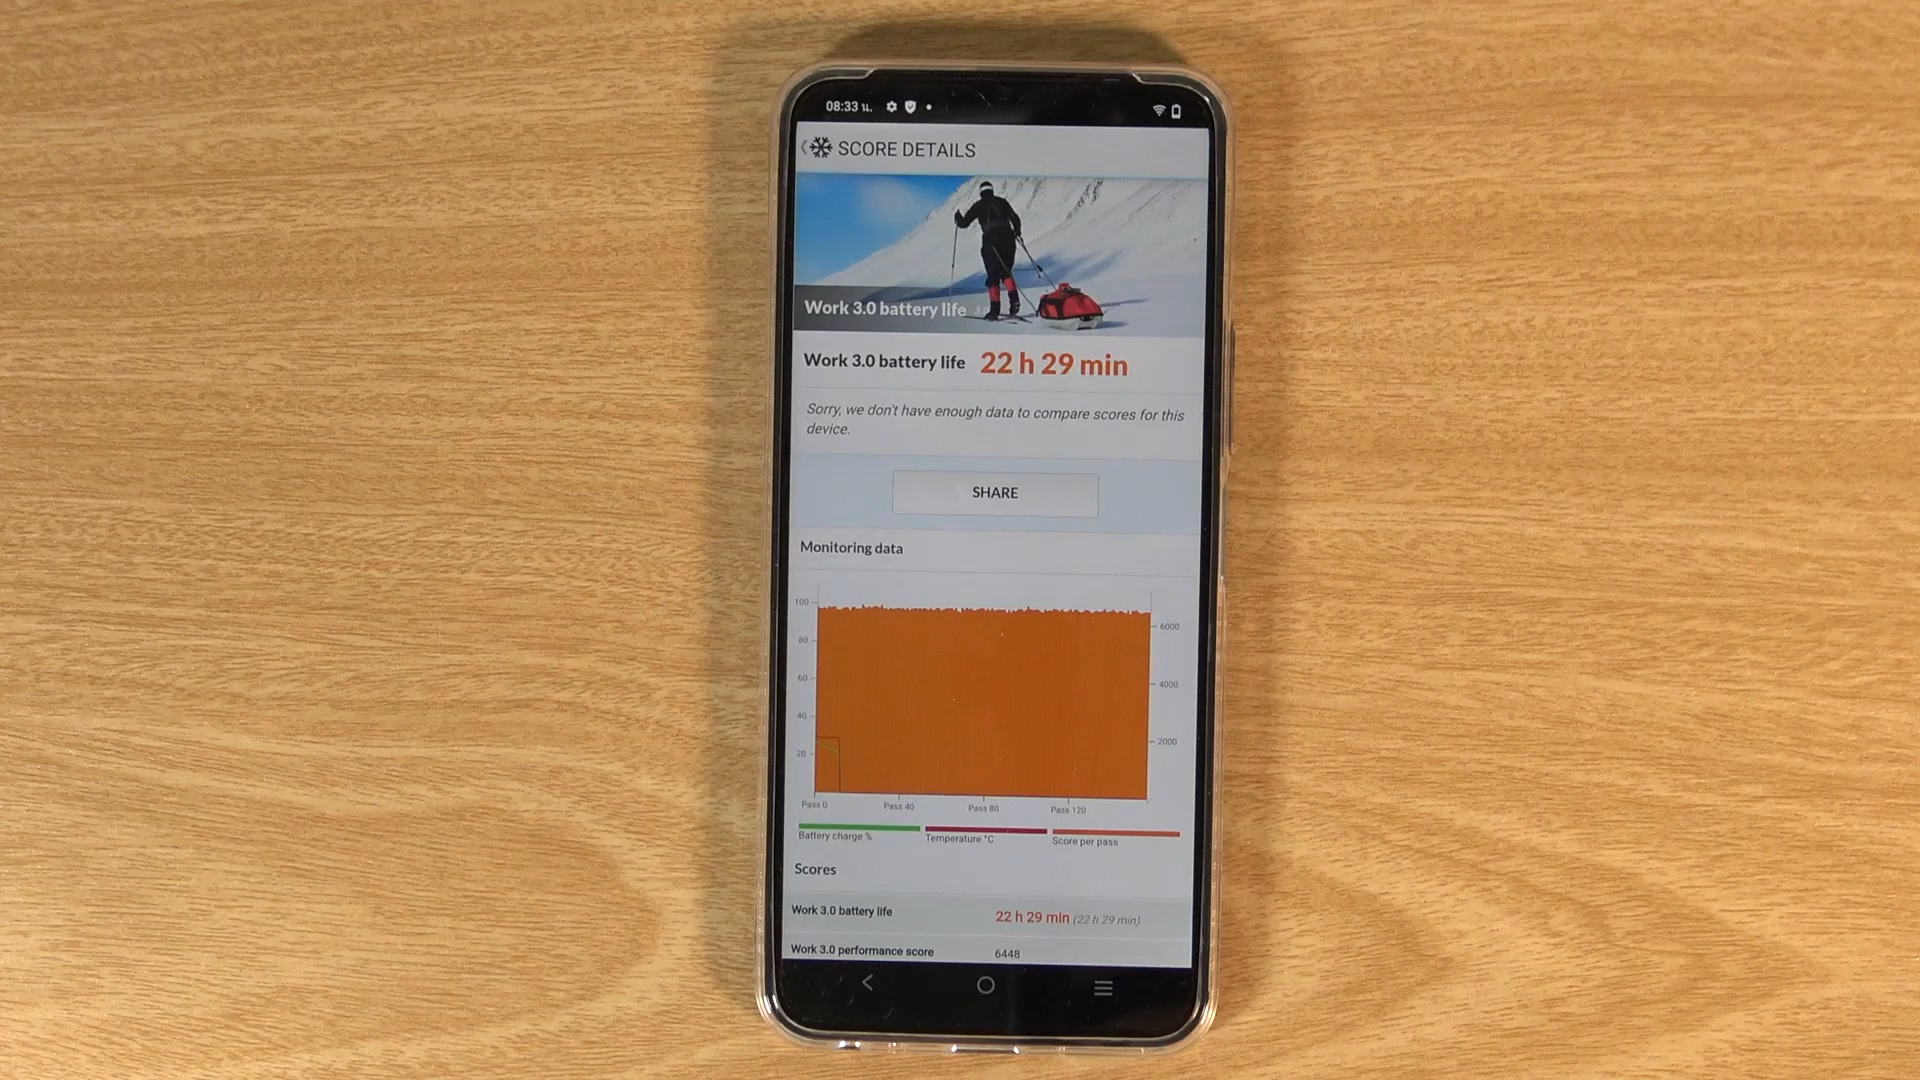 08:33 น.
SCORE DETAILS
Work 3.0 battery life 3.0
Work 3.0 battery life 22 h 29 min
Sorry, we don't have enough data to compare scores for this
device.
SHARE
Monitoring data
100
80
60
40
20
6000
4000
2000
Pass 0 Pass 40 Pass 80 Pass 120
Battery charge % Temperature °C Score per pass
Scores
Work 3.0 battery life 22 h 29 min (22 h 29 min)
Work 3.0 performance score 6448